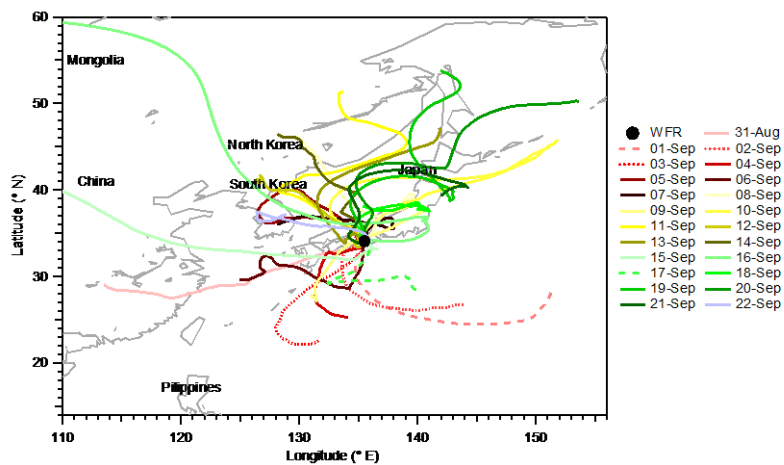 60
50
40
30
20
Latitude (° N)
Mongolia
North Korea
China
South Korea
Japan
Pilippines
110
120
130
140
150
Longitude (° E)
WFR 31-Aug
01-Sep 02-Sep
03-Sep 04-Sep
05-Sep 06-Sep
07-Sep 08-Sep
09-Sep 10-Sep
11-Sep 12-Sep
13-Sep 14-Sep
15-Sep 16-Sep
17-Sep 18-Sep
19-Sep 20-Sep
21-Sep 22-Sep